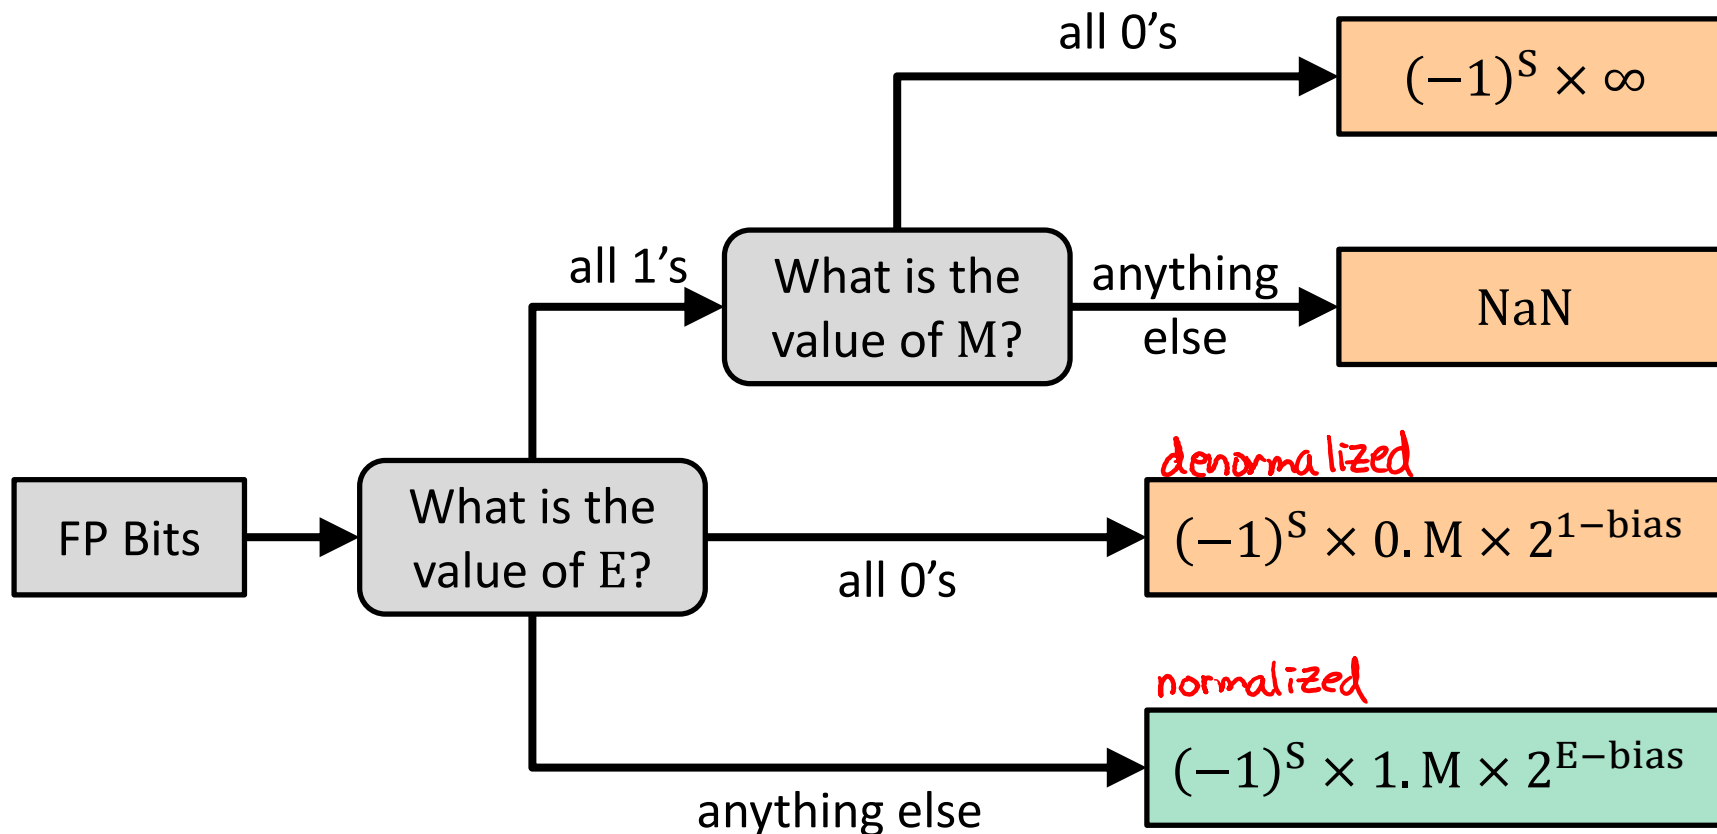 all 0's
(−1)^S × ∞
all 1's
What is the
value of M?
anything
else
NaN
denormalized
FP Bits
What is the
value of E?
all 0's
(−1)^S × 0. M × 2^{1−bias}
normalized
anything else
(−1)^S × 1. M × 2^{E−bias}